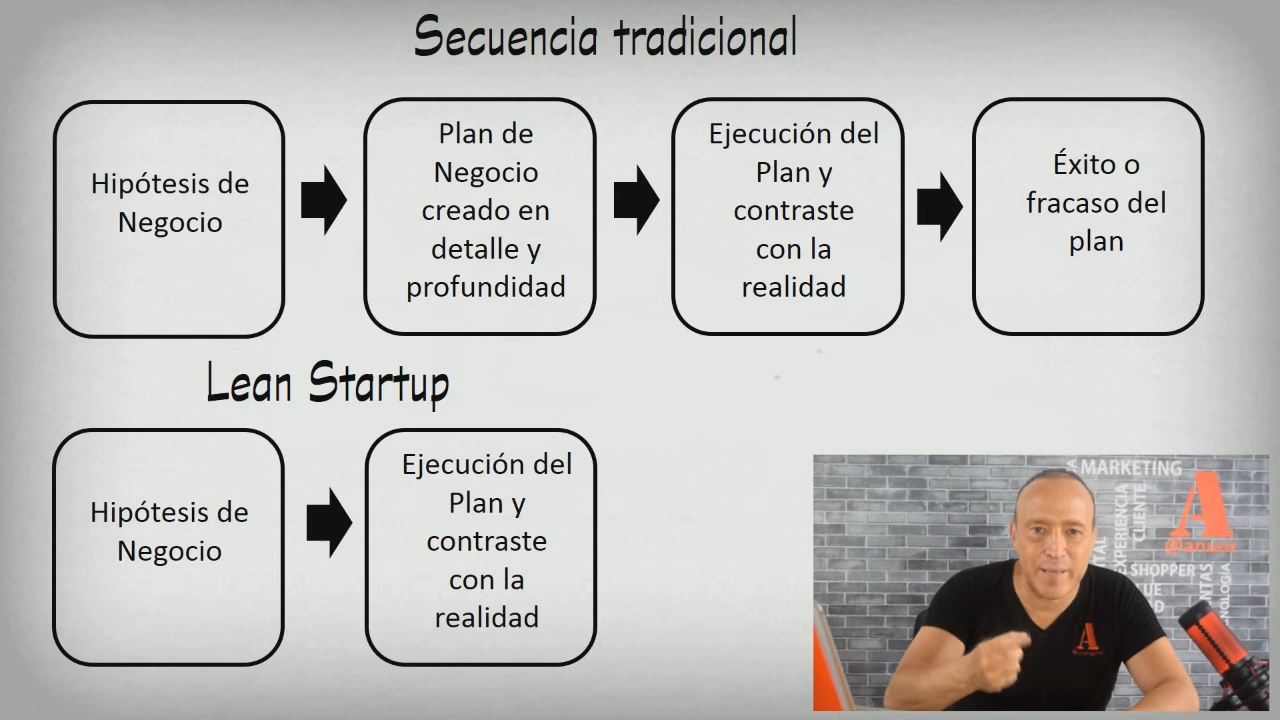 Secuencia tradicional
Hipótesis de
Negocio
Plan de
Negocio
creado en
detalle y
profundidad
Ejecución del
Plan y
contraste
con la
realidad
Éxito o
fracaso del
plan
Lean Startup
Hipótesis de
Negocio
Ejecución del
Plan y
contraste
con la
realidad
MARKETING
EXPERIENCIA
CLIENTE
A
SHOPPER
A